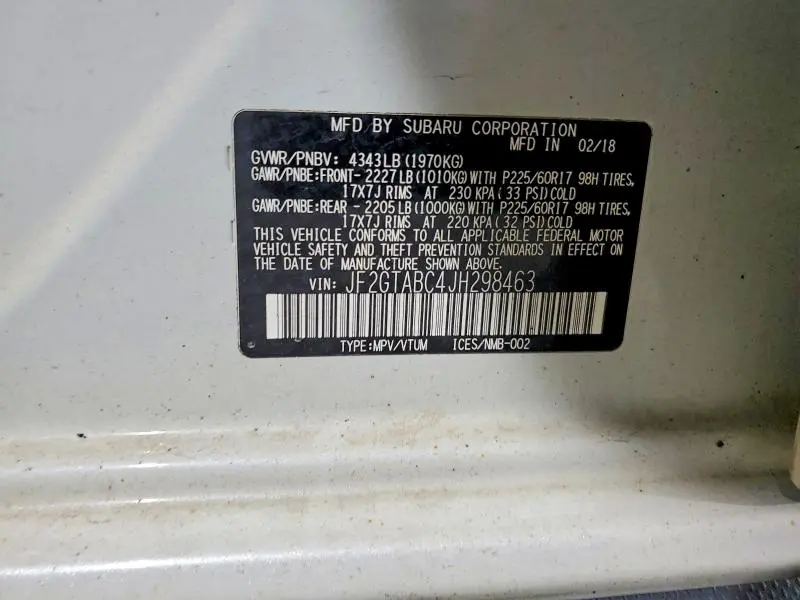 MFD BY SUBARU CORPORATION
MFD IN 02/18
GVWR/PNBV: 4343LB(1970KG)
GAWR/PNBE:FRONT-2227LB(1010KG)WITH P225/60R17 98H TIRES,
17X7J RIMS AT 230 KPA(33 PSI)COLD
GAWR/PNBE:REAR -2205LB(1000KG)WITH P225/60R17 98H TIRES,
17X7J RIMS AT 220 KPA(32 PSI)COLD
THIS VEHICLE CONFORMS TO ALL APPLICABLE FEDERAL MOTOR
VEHICLE SAFETY AND THEFT PREVENTION STANDARDS IN EFFECT ON
THE DATE OF MANUFACTURE SHOWN ABOVE.
VIN: JF2GTABC4JH298463
TYPE:MPV/VTUM ICES/NMB-002